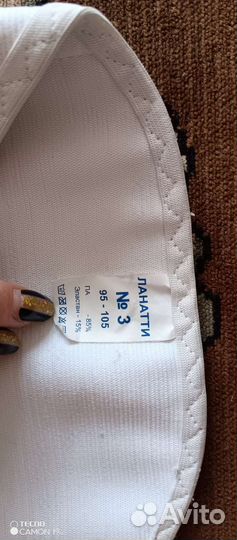 ЛАНАТТИ
№ 3
95 - 105
ПА -85%
Эластан - 15%
TECNO
CAMON 19
Avito